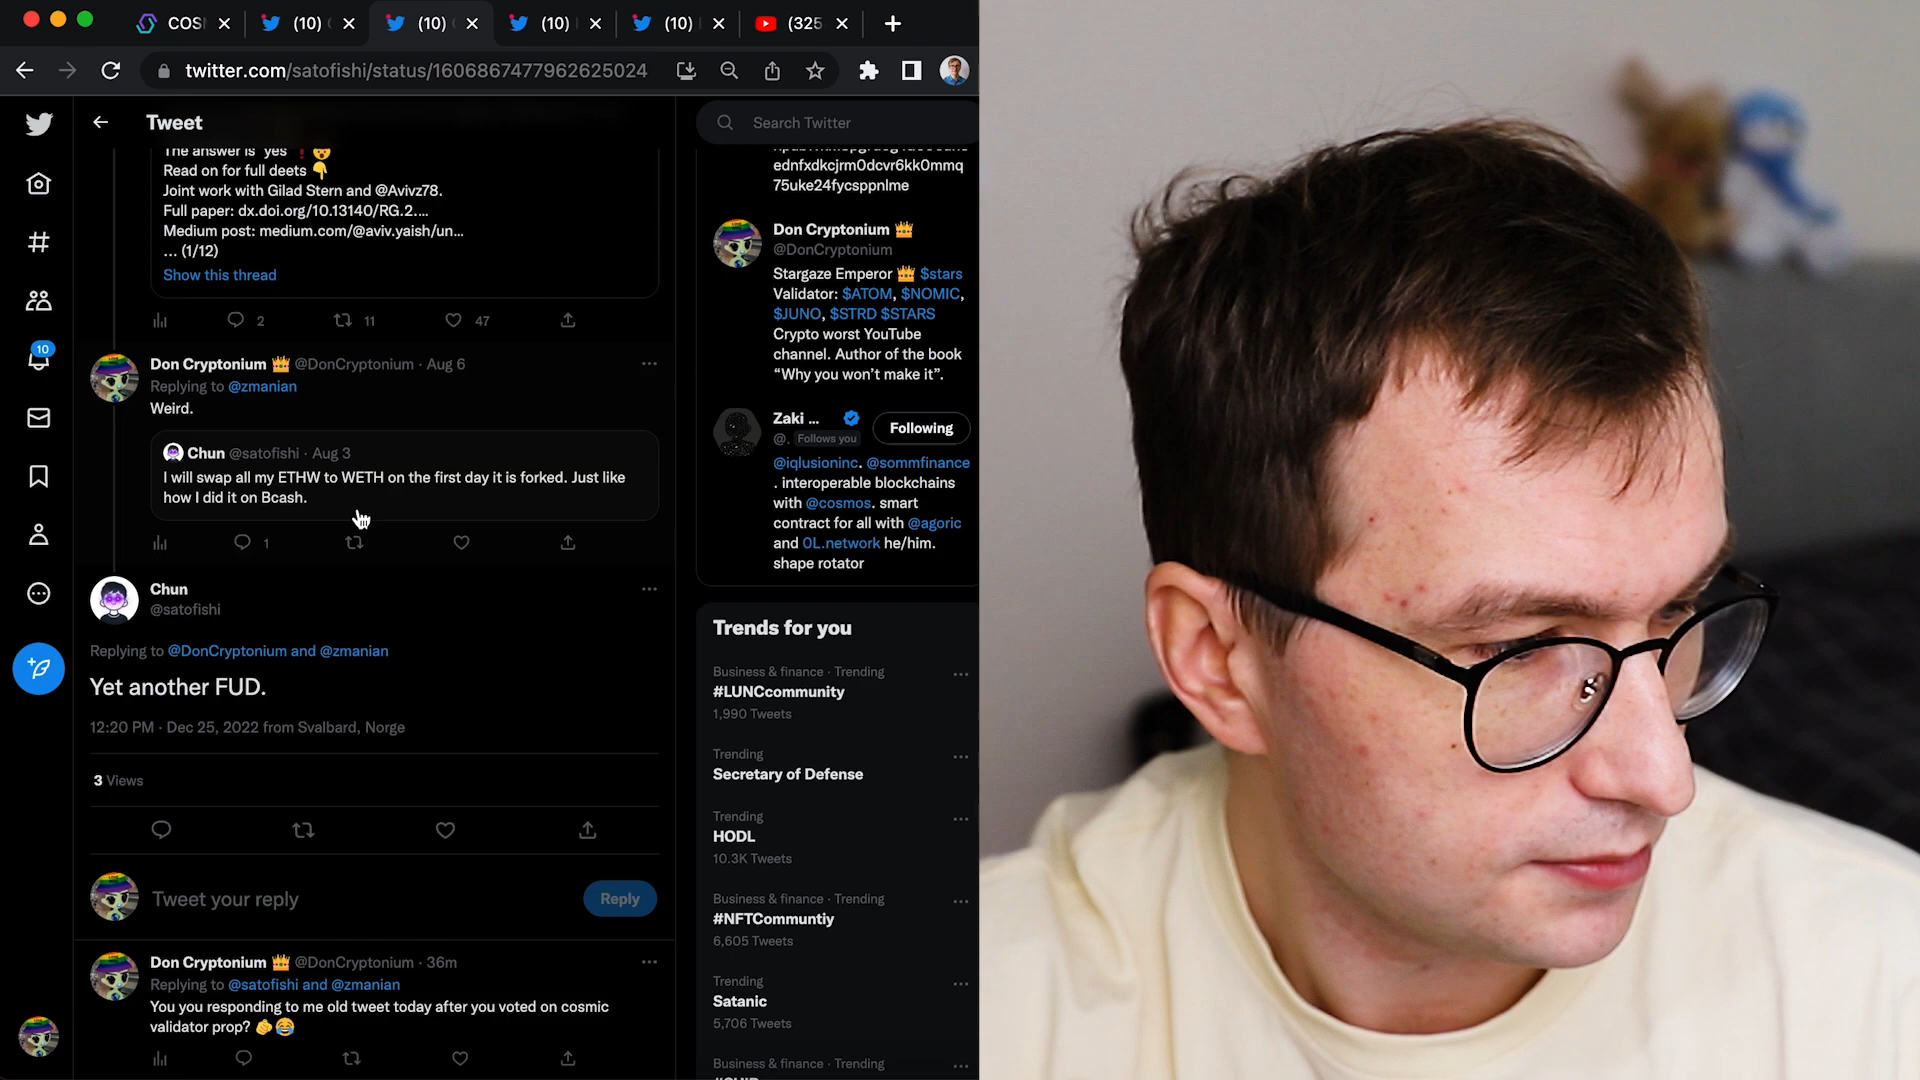 COSI
(10)
(10)
(10)
(10)
(325
twitter.com/satofishi/status/1606867477962625024
Tweet
Search Twitter
The answer is "yes"❗😯
Read on for full deets 👇
Joint work with Gilad Stern and @Avivz78.
Full paper: dx.doi.org/10.13140/RG.2....
Medium post: medium.com/@aviv.yaish/un...
... (1/12)
Show this thread
2
11
47
Don Cryptonium 👑 @DonCryptonium · Aug 6
Replying to @zmanian
Weird.
Chun @satofishi · Aug 3
I will swap all my ETHW to WETH on the first day it is forked. Just like
how I did it on Bcash.
1
Chun
@satofishi
Replying to @DonCryptonium and @zmanian
Yet another FUD.
12:20 PM · Dec 25, 2022 from Svalbard, Norge
3 Views
Tweet your reply
Reply
Don Cryptonium 👑 @DonCryptonium · 36m
Replying to @satofishi and @zmanian
You you responding to me old tweet today after you voted on cosmic
validator prop? 🫵😂
10
ednfxdkcjrm0dcvr6kk0mmq
75uke24fycsppnlme
Don Cryptonium 👑
@DonCryptonium
Stargaze Emperor 👑 $stars
Validator: $ATOM, $NOMIC,
$JUNO, $STRD $STARS
Crypto worst YouTube
channel. Author of the book
“Why you won’t make it”.
Zaki ...
@. Follows you
Following
@iqlusioninc. @sommfinance
. interoperable blockchains
with @cosmos. smart
contract for all with @agoric
and 0L.network he/him.
shape rotator
Trends for you
Business & finance · Trending
#LUNCcommunity
1,990 Tweets
Trending
Secretary of Defense
Trending
HODL
10.3K Tweets
Business & finance · Trending
#NFTCommuntiy
6,605 Tweets
Trending
Satanic
5,706 Tweets
Business & finance · Trending